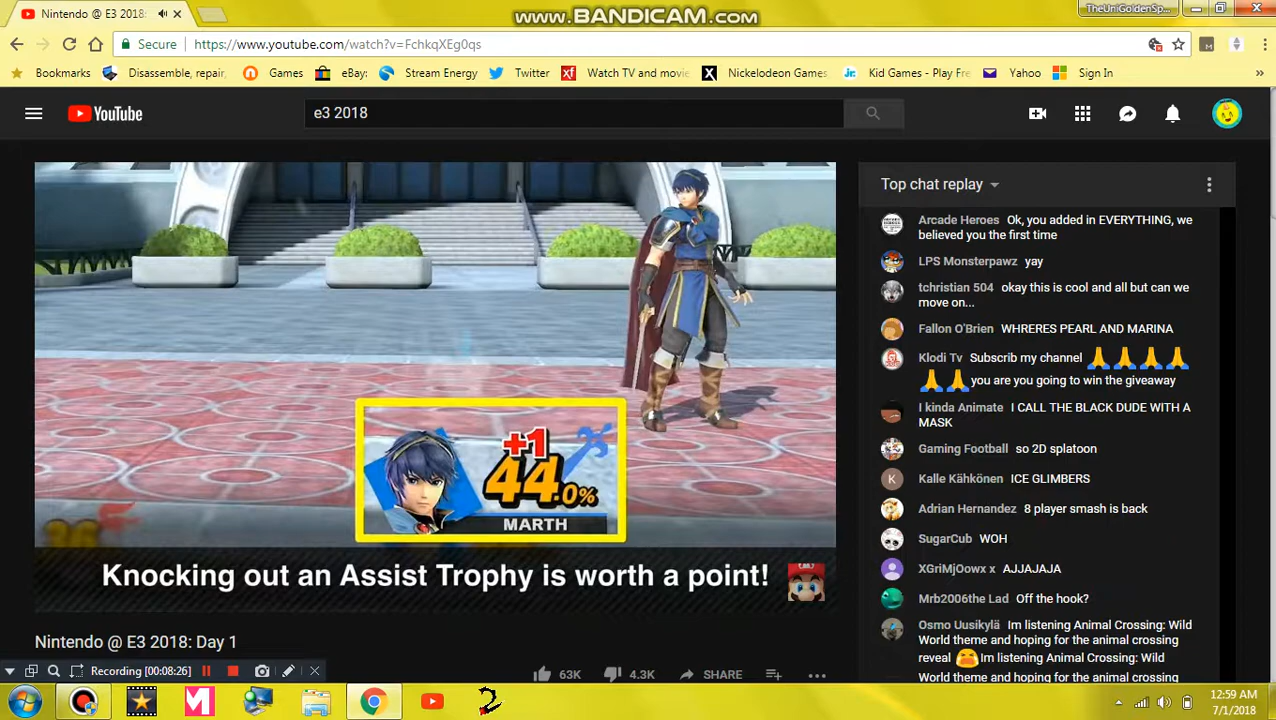 www.BANDICAM.com
Nintendo @ E3 2018:
TheUniGoldenSp...
Secure
https://www.youtube.com/watch?v=FchkqXEg0qs
M
Bookmarks
Disassemble, repair,
Games
eBay
Stream Energy
Twitter
xf
Watch TV and movie
X
Nickelodeon Games
Jr.
Kid Games - Play Fre
Yahoo
Sign In
»
YouTube
e3 2018
Top chat replay
Arcade Heroes Ok, you added in EVERYTHING, we
believed you the first time
LPS Monsterpawz yay
tchristian 504 okay this is cool and all but can we
move on...
Fallon O'Brien WHRERES PEARL AND MARINA
Klodi Tv Subscrib my channel 🙏🙏🙏🙏
🙏🙏you are you going to win the giveaway
I kinda Animate I CALL THE BLACK DUDE WITH A
MASK
Gaming Football so 2D splatoon
K Kalle Kähkönen ICE GLIMBERS
Adrian Hernandez 8 player smash is back
SugarCub WOH
XGriMjOowx x AJJAJAJA
Mrb2006the Lad Off the hook?
Osmo Uusikylä Im listening Animal Crossing: Wild
World theme and hoping for the animal crossing
reveal 😫Im listening Animal Crossing: Wild
World theme and hoping for the animal crossing
+1
44.0%
MARTH
Knocking out an Assist Trophy is worth a point!
Nintendo @ E3 2018: Day 1
63K
4.3K
SHARE
Recording [00:08:26]
12:59 AM
7/1/2018